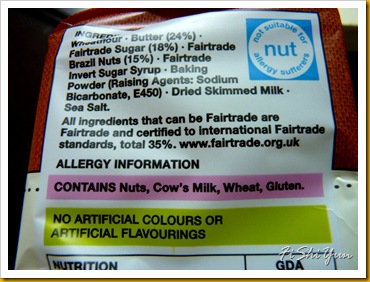 INGREDI
Wheatflour · Butter (24%) ·
Fairtrade Sugar (18%) · Fairtrade
Brazil Nuts (15%) · Fairtrade
Invert Sugar Syrup · Baking
Powder (Raising Agents: Sodium
Bicarbonate, E450) · Dried Skimmed Milk ·
Sea Salt.
not suitable for
nut
allergy sufferers
All ingredients that can be Fairtrade are
Fairtrade and certified to international Fairtrade
standards, total 35%. www.fairtrade.org.uk
ALLERGY INFORMATION
CONTAINS Nuts, Cow's Milk, Wheat, Gluten.
NO ARTIFICIAL COLOURS OR
ARTIFICIAL FLAVOURINGS
NUTRITION
GDA